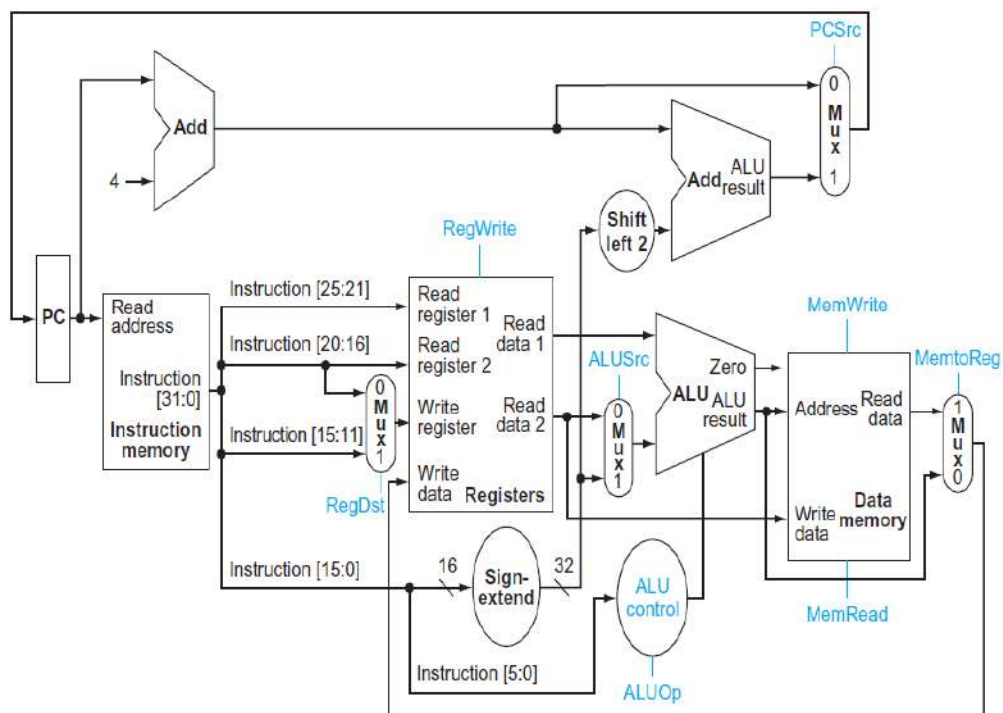 PCSrc
0
M
u
x
1
Add
4
Add ALU
result
Shift
left 2
RegWrite
PC
Read
address
Instruction
[31:0]
Instruction
memory
Instruction [25:21]
Instruction [20:16]
Instruction [15:11]
Instruction [15:0]
Instruction [5:0]
0
M
u
x
1
RegDst
Read
register 1
Read
register 2
Write
register
Write
data
Read
data 1
Read
data 2
Registers
16
Sign-
extend
32
ALUSrc
0
M
u
x
1
Zero
ALU ALU
result
ALU
control
ALUOp
MemWrite
Address
Read
data
Write
data
Data
memory
MemRead
MemtoReg
1
M
u
x
0